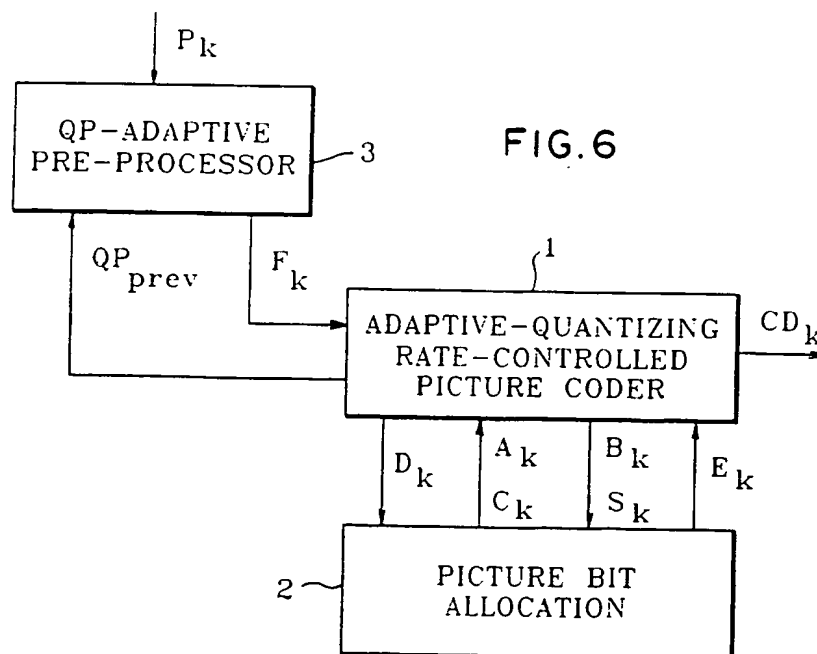 P_k
QP-ADAPTIVE
PRE-PROCESSOR
3
FIG.6
QP_prev
F_k
1
ADAPTIVE-QUANTIZING
RATE-CONTROLLED
PICTURE CODER
CD_k
D_k
A_k
C_k
B_k
S_k
E_k
2
PICTURE BIT
ALLOCATION